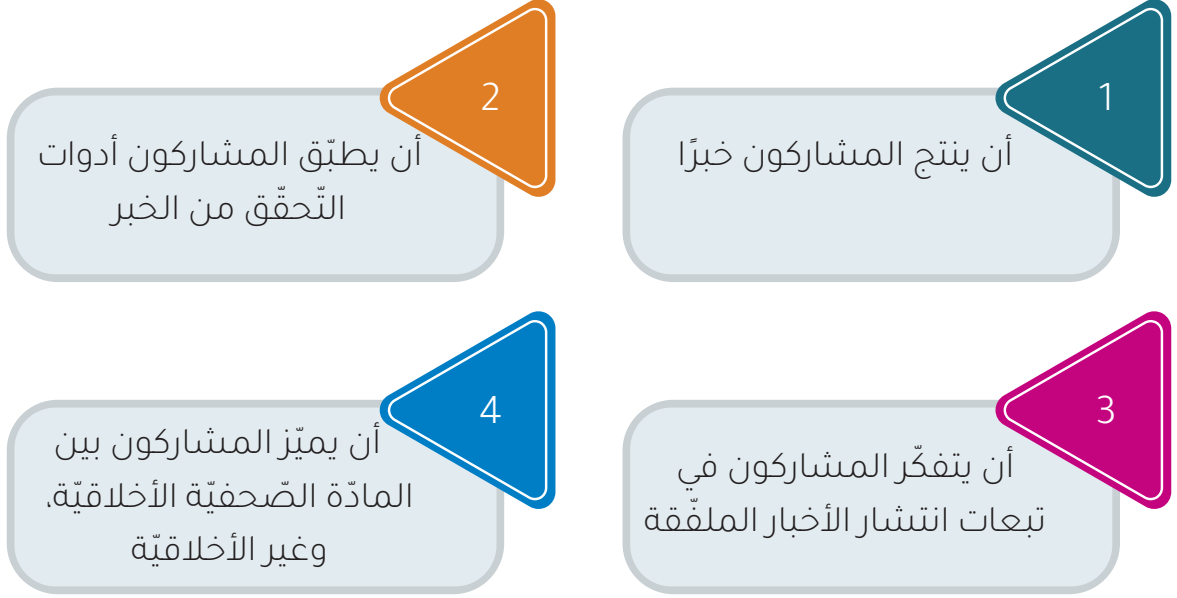 1
أن ينتج المشاركون خبرًا
2
أن يطبّق المشاركون أدوات
التّحقّق من الخبر
3
أن يتفكّر المشاركون في
تبعات انتشار الأخبار الملفّقة
4
أن يميّز المشاركون بين
المادّة الصّحفيّة الأخلاقيّة،
وغير الأخلاقيّة